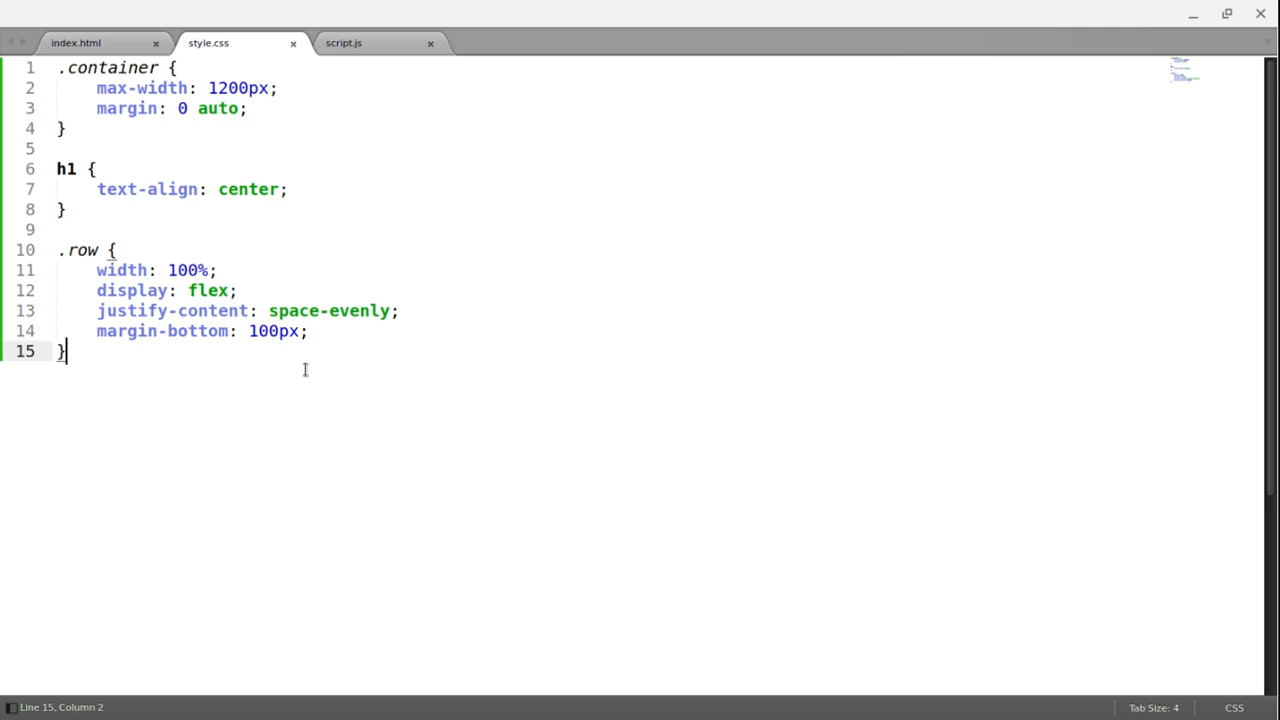 index.html
style.css
script.js
1 .container {
2 max-width: 1200px;
3 margin: 0 auto;
4 }
5
6 h1 {
7 text-align: center;
8 }
9
10 .row {
11 width: 100%;
12 display: flex;
13 justify-content: space-evenly;
14 margin-bottom: 100px;
15 }
Line 15, Column 2
Tab Size: 4
CSS